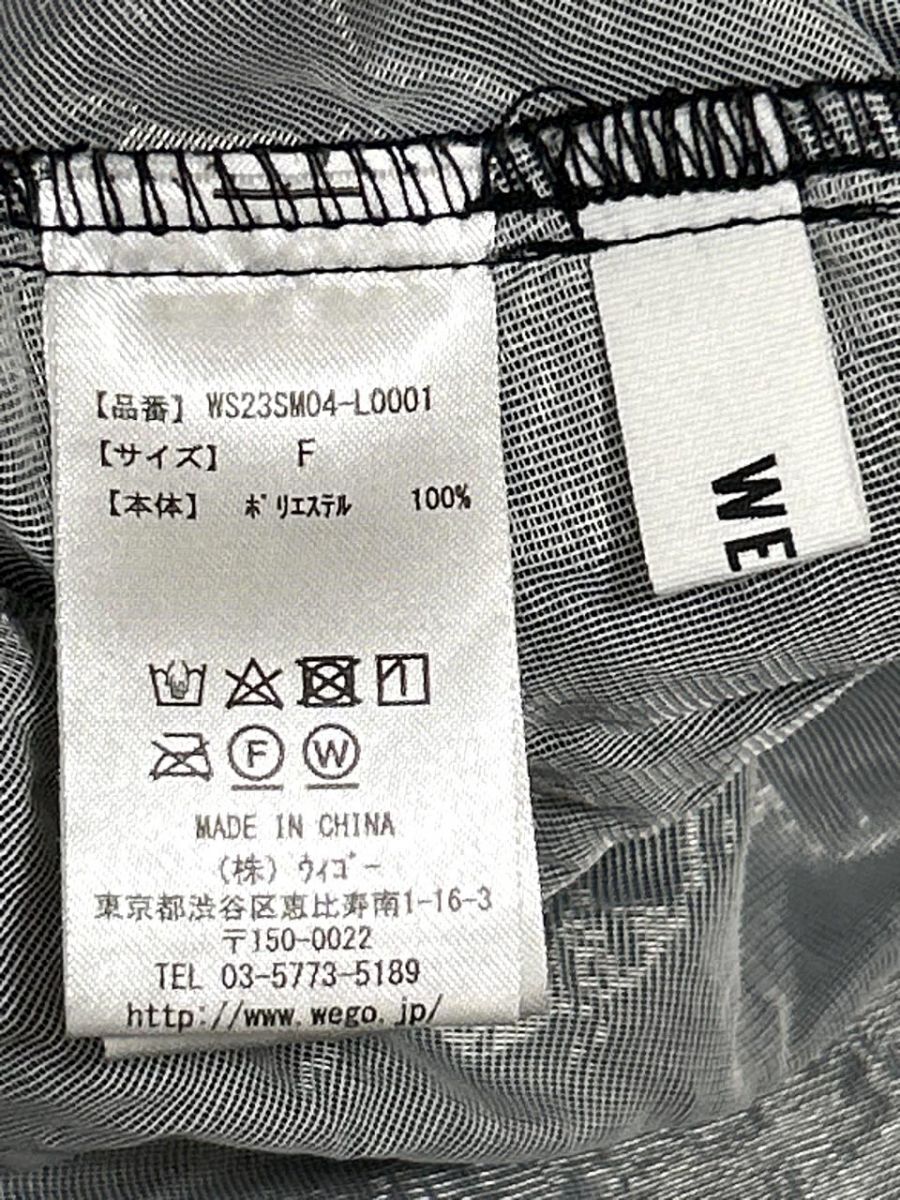 【品番】 WS23SM04-L0001
【サイズ】 F
【本体】 ポリエステル 100%
F W
MADE IN CHINA
(株)ウィゴー
東京都渋谷区恵比寿南1-16-3
〒150-0022
TEL 03-5773-5189
http://www.wego.jp/
WE